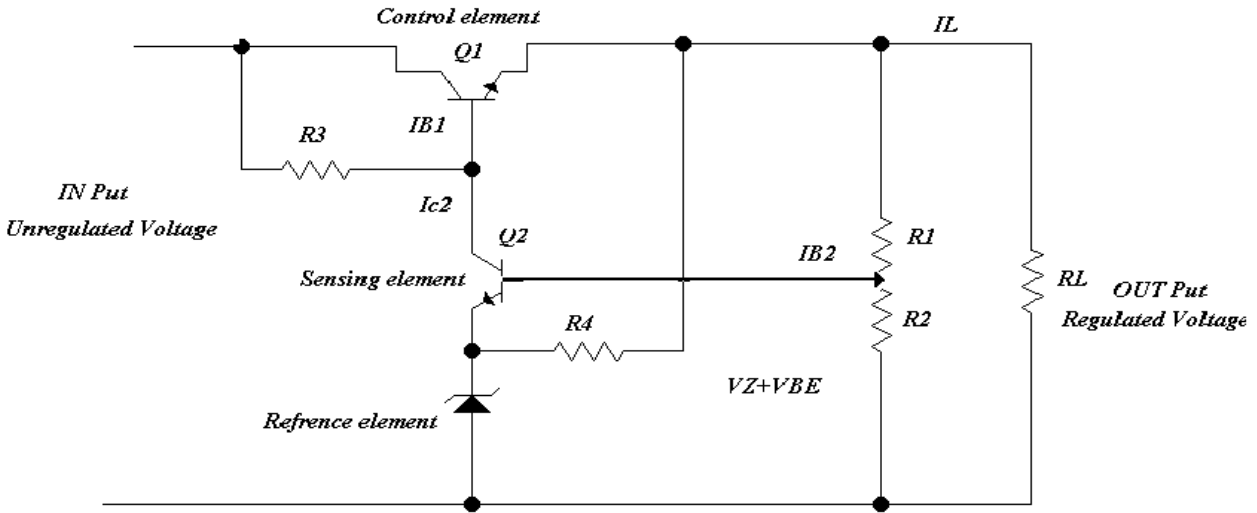 Control element
IL
Q1
IB1
R3
IN Put
Unregulated Voltage
Ic2
Q2
IB2
R1
Sensing element
RL
OUT Put
Regulated Voltage
R2
R4
VZ+VBE
Refrence element